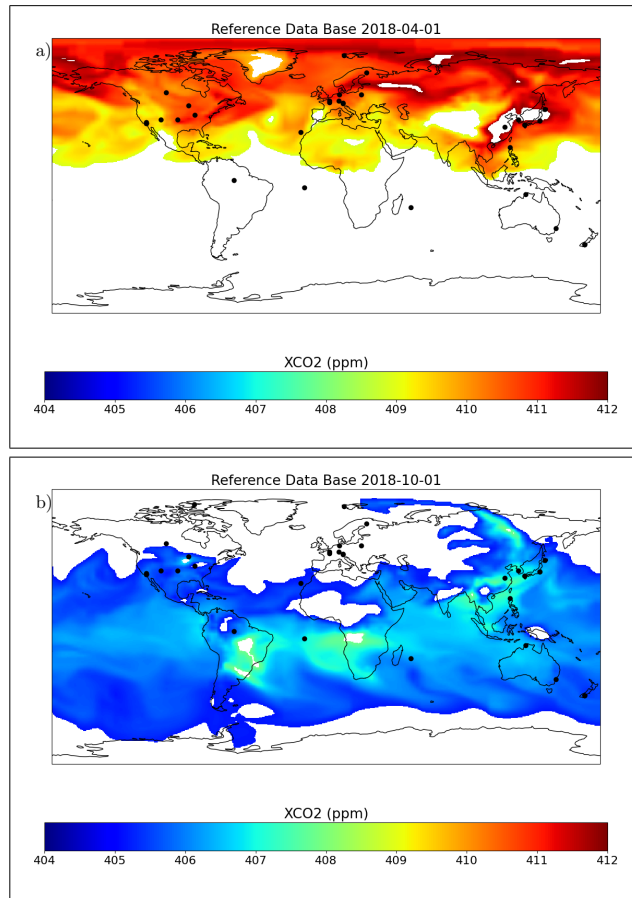 Reference Data Base 2018-04-01
a)
XCO2 (ppm)
404 405 406 407 408 409 410 411 412
Reference Data Base 2018-10-01
b)
XCO2 (ppm)
404 405 406 407 408 409 410 411 412